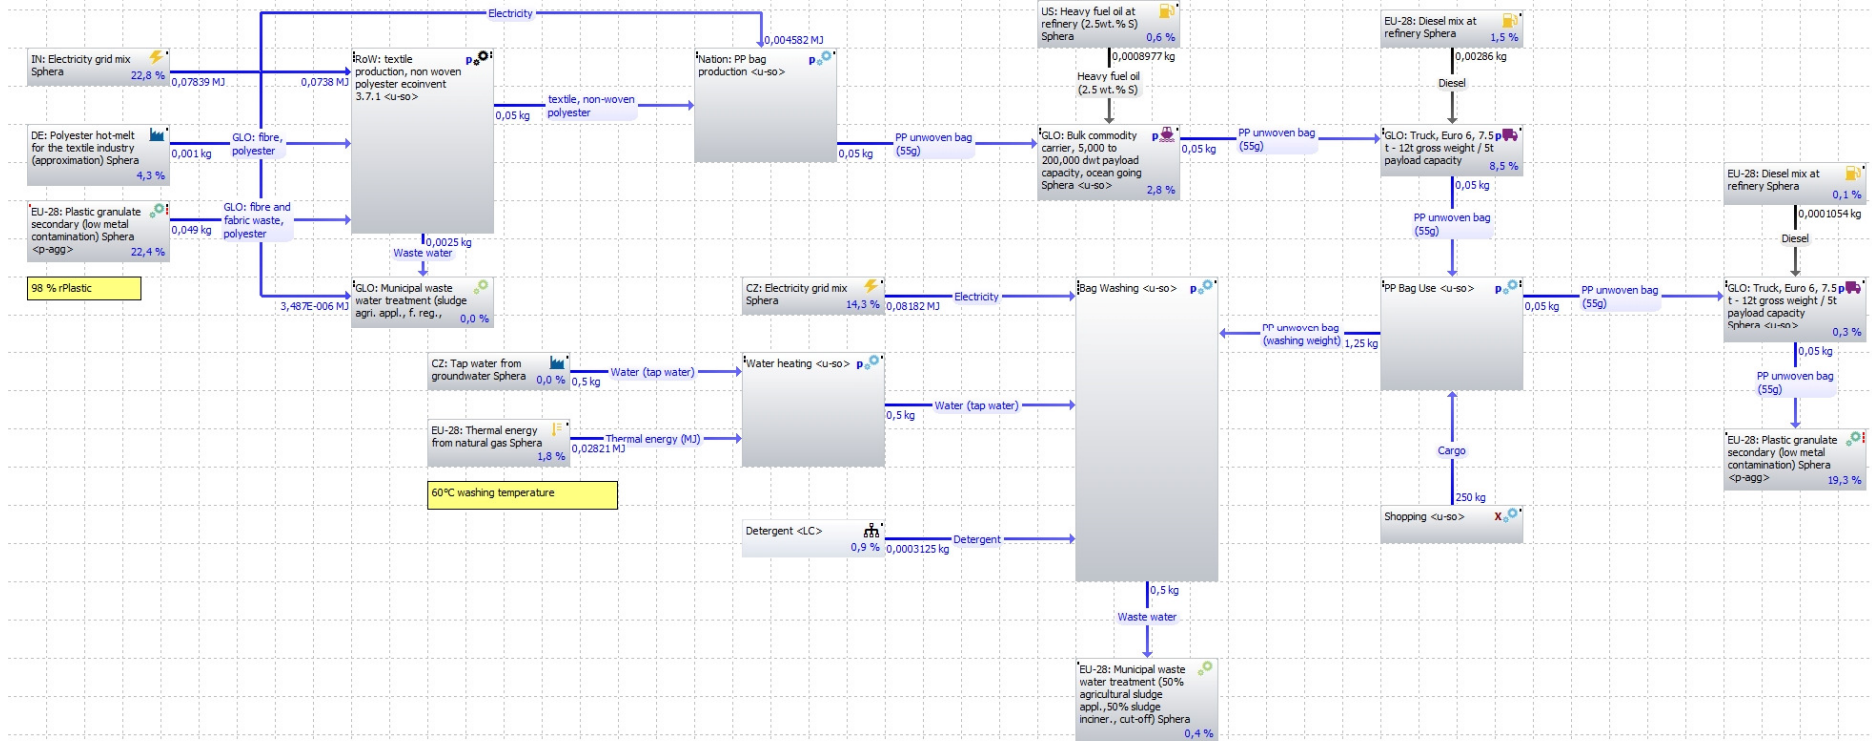 Electricity
US: Heavy fuel oil at
refinery (2.5wt.% S)
Sphera
0,6 %
EU-28: Diesel mix at
refinery Sphera
1,5 %
IN: Electricity grid mix
Sphera
22,8 %
0,07839 MJ
0,0738 MJ
RoW: textile
production, non woven
polyester ecoinvent
3.7.1 <u-so>
p
0,004582 MJ
Nation: PP bag
production <u-so>
p
0,0008977 kg
Heavy fuel oil
(2.5 wt.% S)
0,00286 kg
Diesel
textile, non-woven
polyester
0,05 kg
DE: Polyester hot-melt
for the textile industry
(approximation) Sphera
4,3 %
0,001 kg
GLO: fibre,
polyester
PP unwoven bag
(55g)
0,05 kg
GLO: Bulk commodity
carrier, 5,000 to
200,000 dwt payload
capacity, ocean going
Sphera <u-so>
p
2,8 %
PP unwoven bag
(55g)
0,05 kg
GLO: Truck, Euro 6, 7.5
t - 12t gross weight / 5t
payload capacity
p
8,5 %
0,05 kg
PP unwoven bag
(55g)
EU-28: Diesel mix at
refinery Sphera
0,1 %
0,0001054 kg
Diesel
EU-28: Plastic granulate
secondary (low metal
contamination) Sphera
<p-agg>
22,4 %
0,049 kg
GLO: fibre and
fabric waste,
polyester
0,0025 kg
Waste water
98 % rPlastic
3,487E-006 MJ
GLO: Municipal waste
water treatment (sludge
agri. appl., f. reg.,
0,0 %
CZ: Electricity grid mix
Sphera
14,3 %
0,08182 MJ
Electricity
Bag Washing <u-so>
p
PP unwoven bag
(washing weight)
1,25 kg
PP Bag Use <u-so>
p
0,05 kg
PP unwoven bag
(55g)
GLO: Truck, Euro 6, 7.5
t - 12t gross weight / 5t
payload capacity
Sphera <u-so>
p
0,3 %
0,05 kg
PP unwoven bag
(55g)
CZ: Tap water from
groundwater Sphera
0,0 %
0,5 kg
Water (tap water)
Water heating <u-so>
p
0,5 kg
Water (tap water)
EU-28: Thermal energy
from natural gas Sphera
1,8 %
Thermal energy (MJ)
0,02821 MJ
60°C washing temperature
Cargo
250 kg
Shopping <u-so>
X
EU-28: Plastic granulate
secondary (low metal
contamination) Sphera
<p-agg>
19,3 %
Detergent <LC>
0,9 %
0,0003125 kg
Detergent
0,5 kg
Waste water
EU-28: Municipal waste
water treatment (50%
agricultural sludge
appl.,50% sludge
inciner., cut-off) Sphera
0,4 %